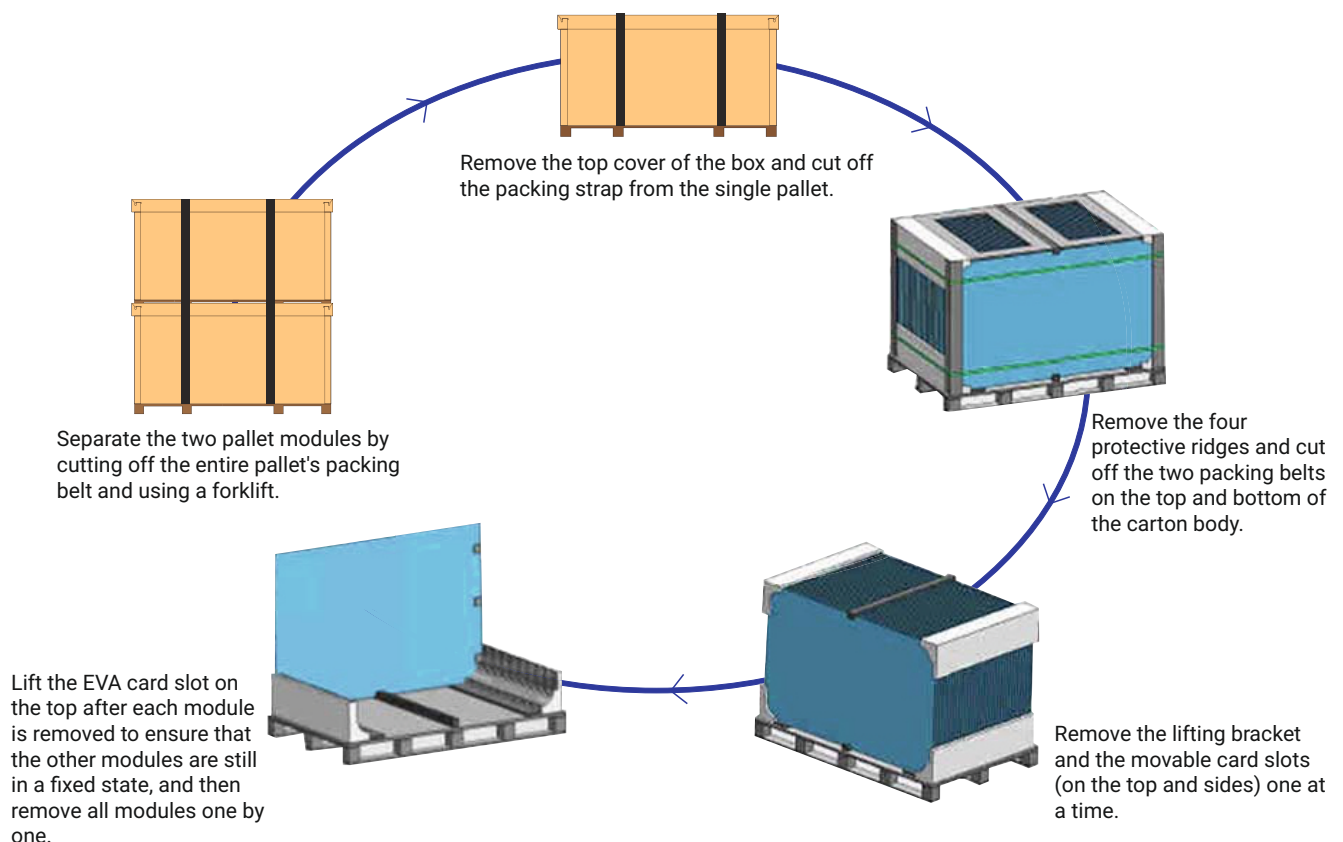 Remove the top cover of the box and cut off
the packing strap from the single pallet.
Separate the two pallet modules by
cutting off the entire pallet's packing
belt and using a forklift.
Remove the four
protective ridges and cut
off the two packing belts
on the top and bottom of
the carton body.
Lift the EVA card slot on
the top after each module
is removed to ensure that
the other modules are still
in a fixed state, and then
remove all modules one by
one.
Remove the lifting bracket
and the movable card slots
(on the top and sides) one at
a time.